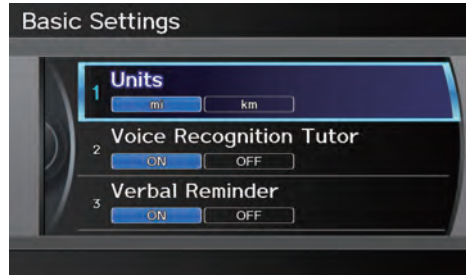 Basic Settings
1 Units
mi km
2 Voice Recognition Tutor
ON OFF
3 Verbal Reminder
ON OFF